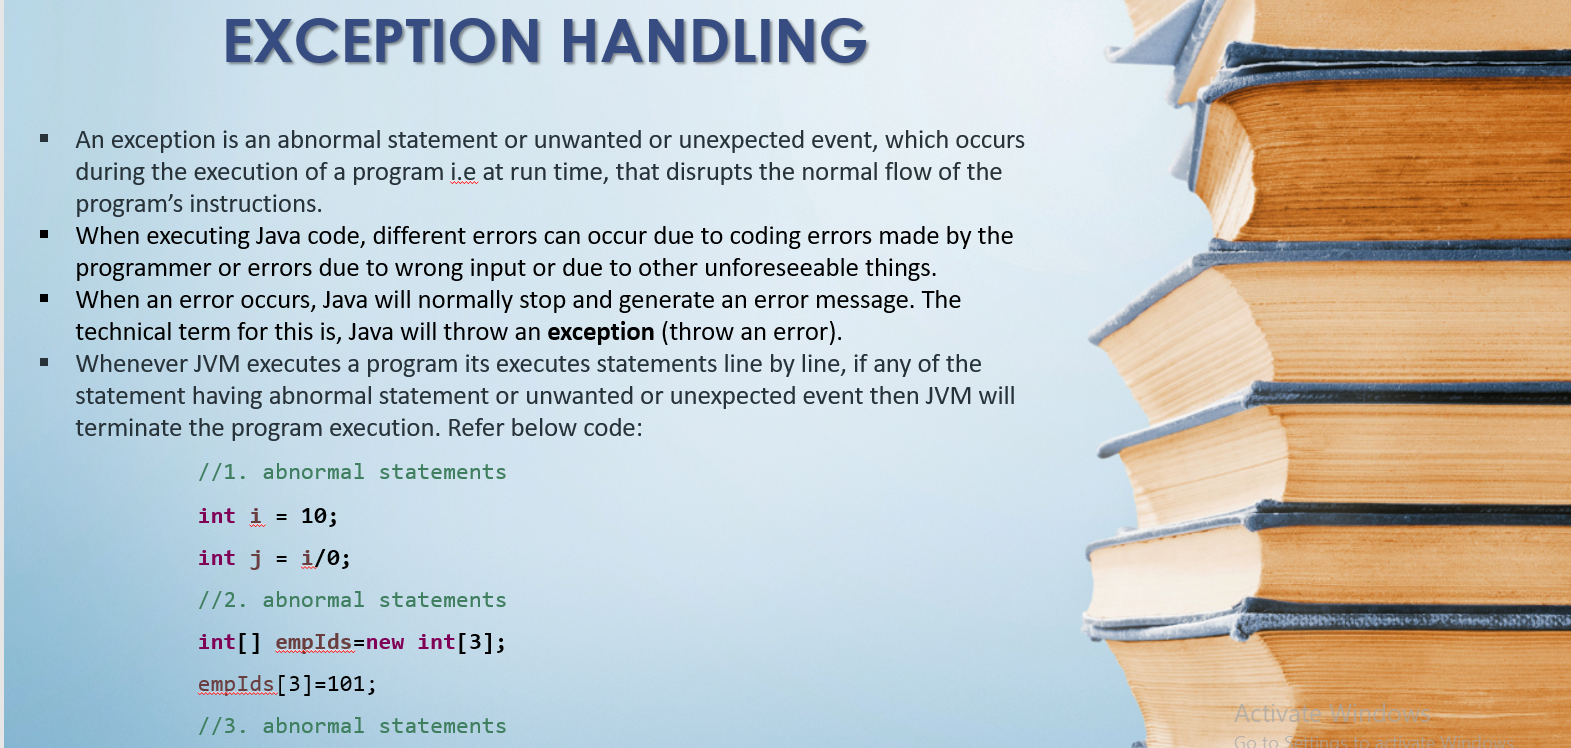 EXCEPTION HANDLING
▪ An exception is an abnormal statement or unwanted or unexpected event, which occurs
during the execution of a program i.e at run time, that disrupts the normal flow of the
program’s instructions.
▪ When executing Java code, different errors can occur due to coding errors made by the
programmer or errors due to wrong input or due to other unforeseeable things.
▪ When an error occurs, Java will normally stop and generate an error message. The
technical term for this is, Java will throw an exception (throw an error).
▪ Whenever JVM executes a program its executes statements line by line, if any of the
statement having abnormal statement or unwanted or unexpected event then JVM will
terminate the program execution. Refer below code:
//1. abnormal statements
int i = 10;
int j = i/0;
//2. abnormal statements
int[] empIds=new int[3];
empIds[3]=101;
//3. abnormal statements
Activate Windows
Go to Settings to activate Windows.